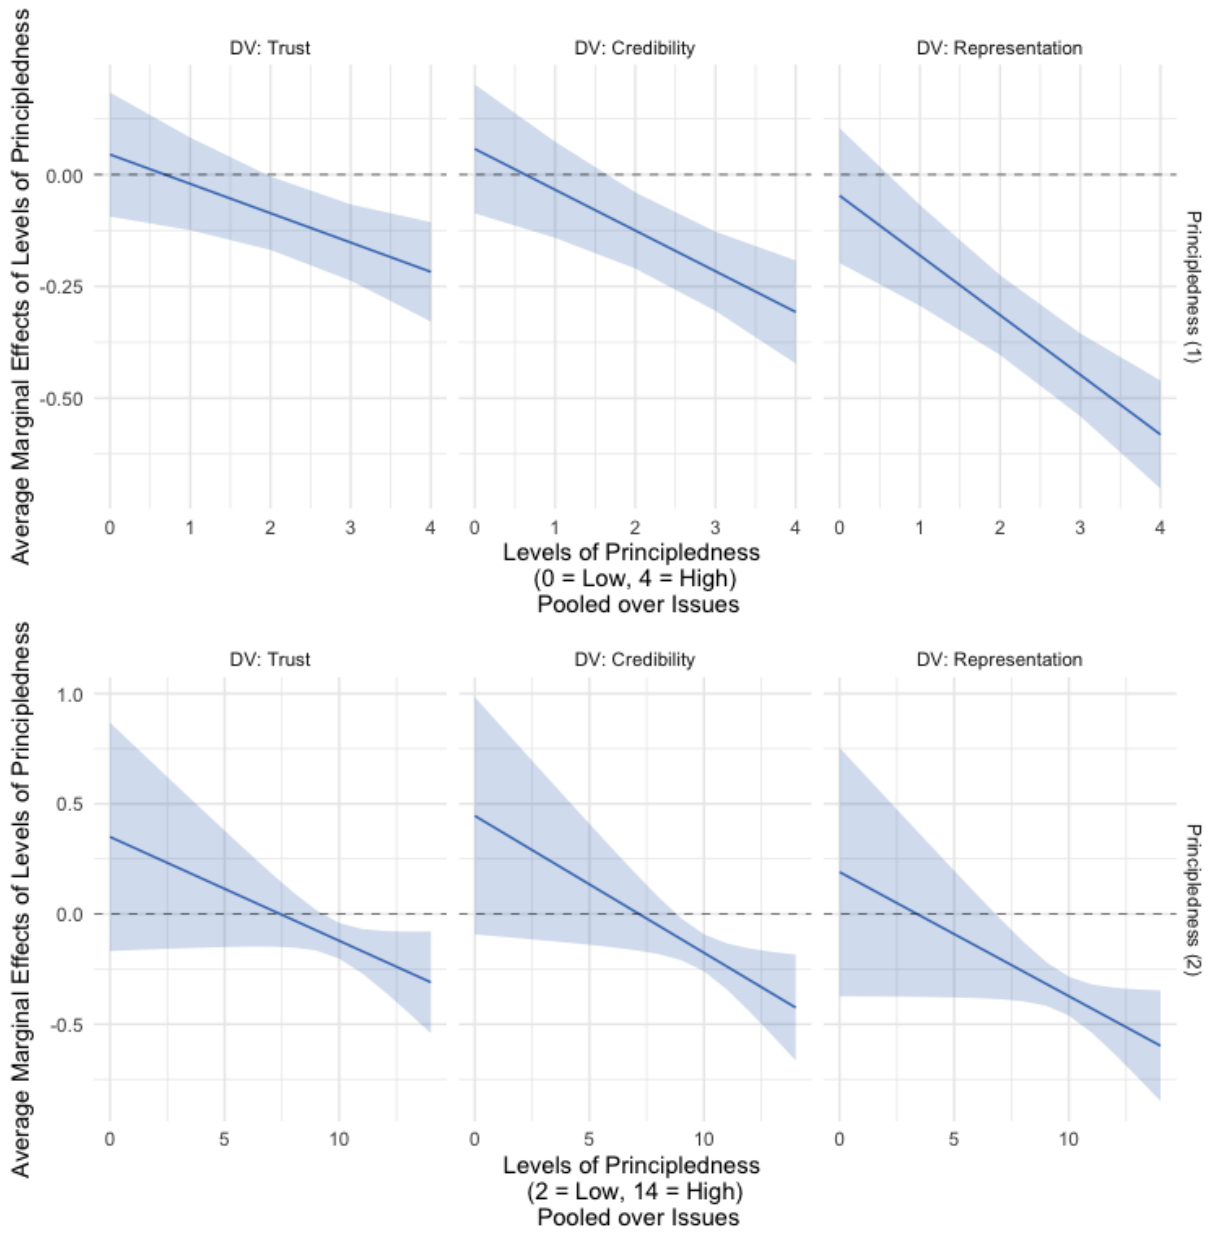 Average Marginal Effects of Levels of Principledness
DV: Trust
DV: Credibility
DV: Representation
0.00
-0.25
-0.50
Principledness (1)
0 1 2 3 4
0 1 2 3 4
0 1 2 3 4
Levels of Principledness
(0 = Low, 4 = High)
Pooled over Issues
Average Marginal Effects of Levels of Principledness
DV: Trust
DV: Credibility
DV: Representation
1.0
0.5
0.0
-0.5
Principledness (2)
0 5 10
0 5 10
0 5 10
Levels of Principledness
(2 = Low, 14 = High)
Pooled over Issues